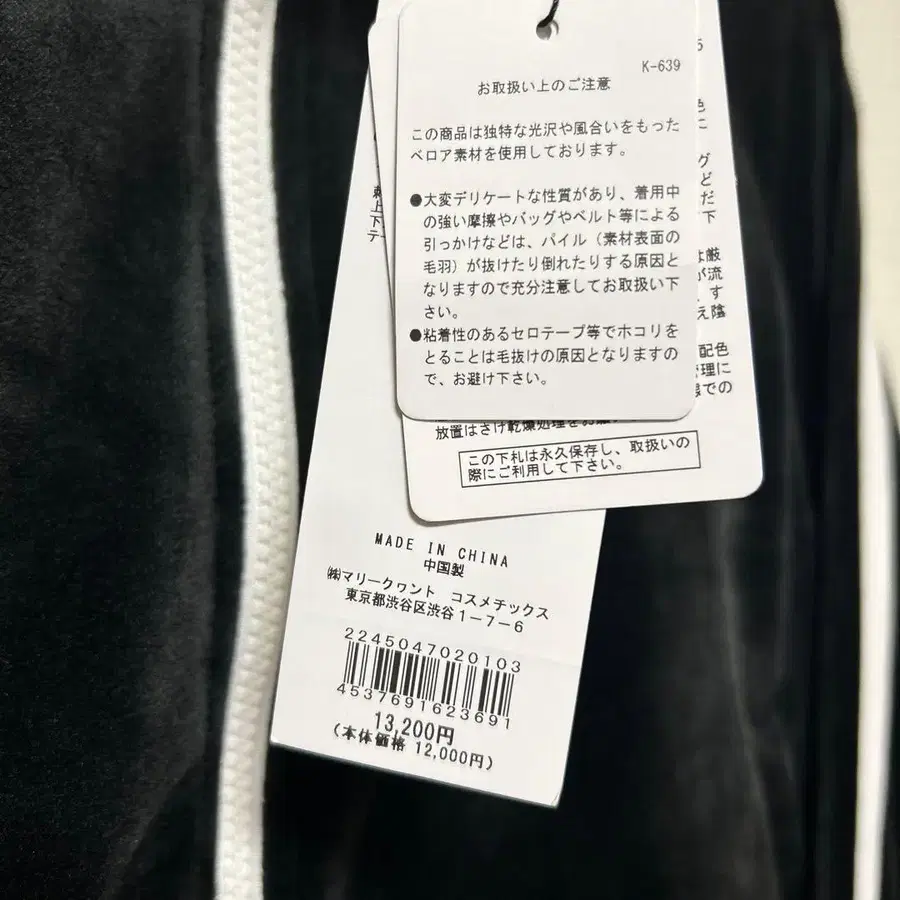 K-639
お取扱い上のご注意
この商品は独特な光沢や風合いをもった
ベロア素材を使用しております。
●大変デリケートな性質があり、着用中
の強い摩擦やバッグやベルト等による
引っかけなどは、パイル（素材表面の
毛羽）が抜けたり倒れたりする原因と
なりますので充分注意してお取扱い下
さい。
●粘着性のあるセロテープ等でホコリを
とることは毛抜けの原因となりますの
で、お避け下さい。
放置はさけ乾燥処理をお
この下札は永久保存し、取扱いの
際にご利用して下さい。
MADE IN CHINA
中国製
㈱マリークヮント コスメチックス
東京都渋谷区渋谷1-7-6
2245047020103
4537691623691
13,200円
(本体価格 12,000円)